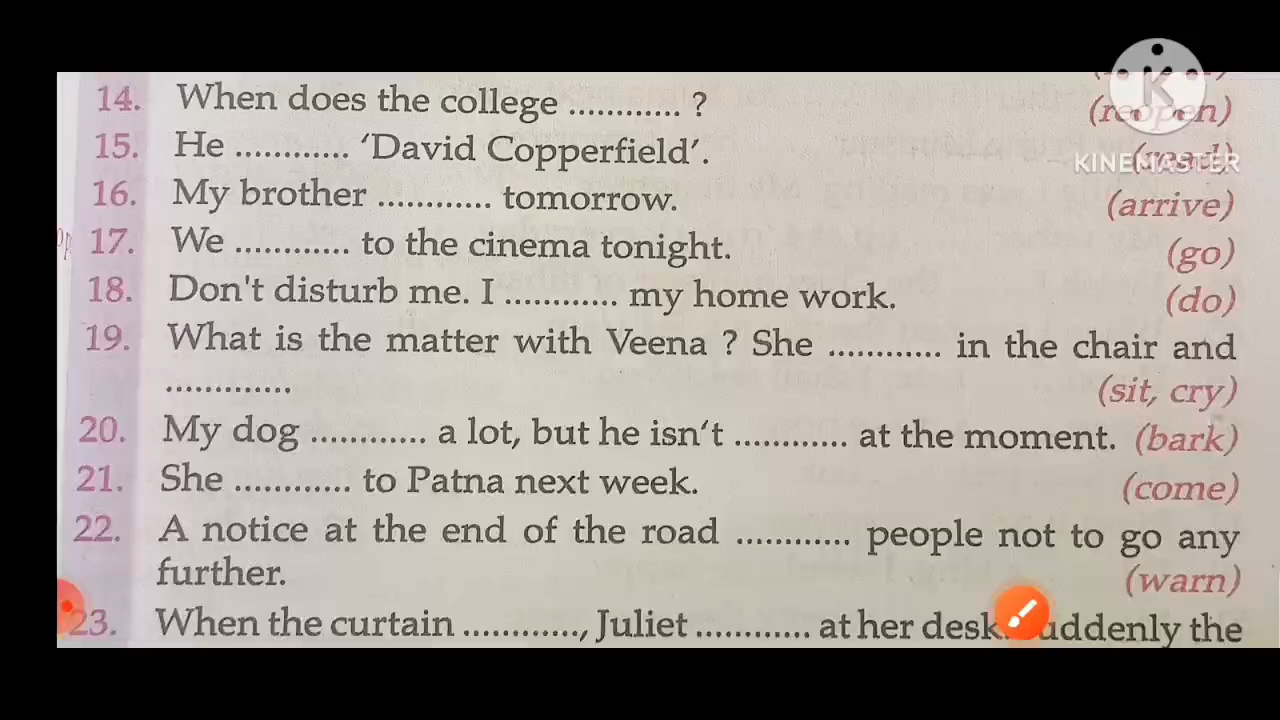 14. When does the college ............ ? (reopen)
15. He ............ 'David Copperfield'. (read)
KINEMASTER
16. My brother ............ tomorrow. (arrive)
17. We ............ to the cinema tonight. (go)
18. Don't disturb me. I ............ my home work. (do)
19. What is the matter with Veena ? She ............ in the chair and
............. (sit, cry)
20. My dog ............ a lot, but he isn't ............ at the moment. (bark)
21. She ............ to Patna next week. (come)
22. A notice at the end of the road ............ people not to go any
further. (warn)
23. When the curtain ............, Juliet ............ at her desk. the